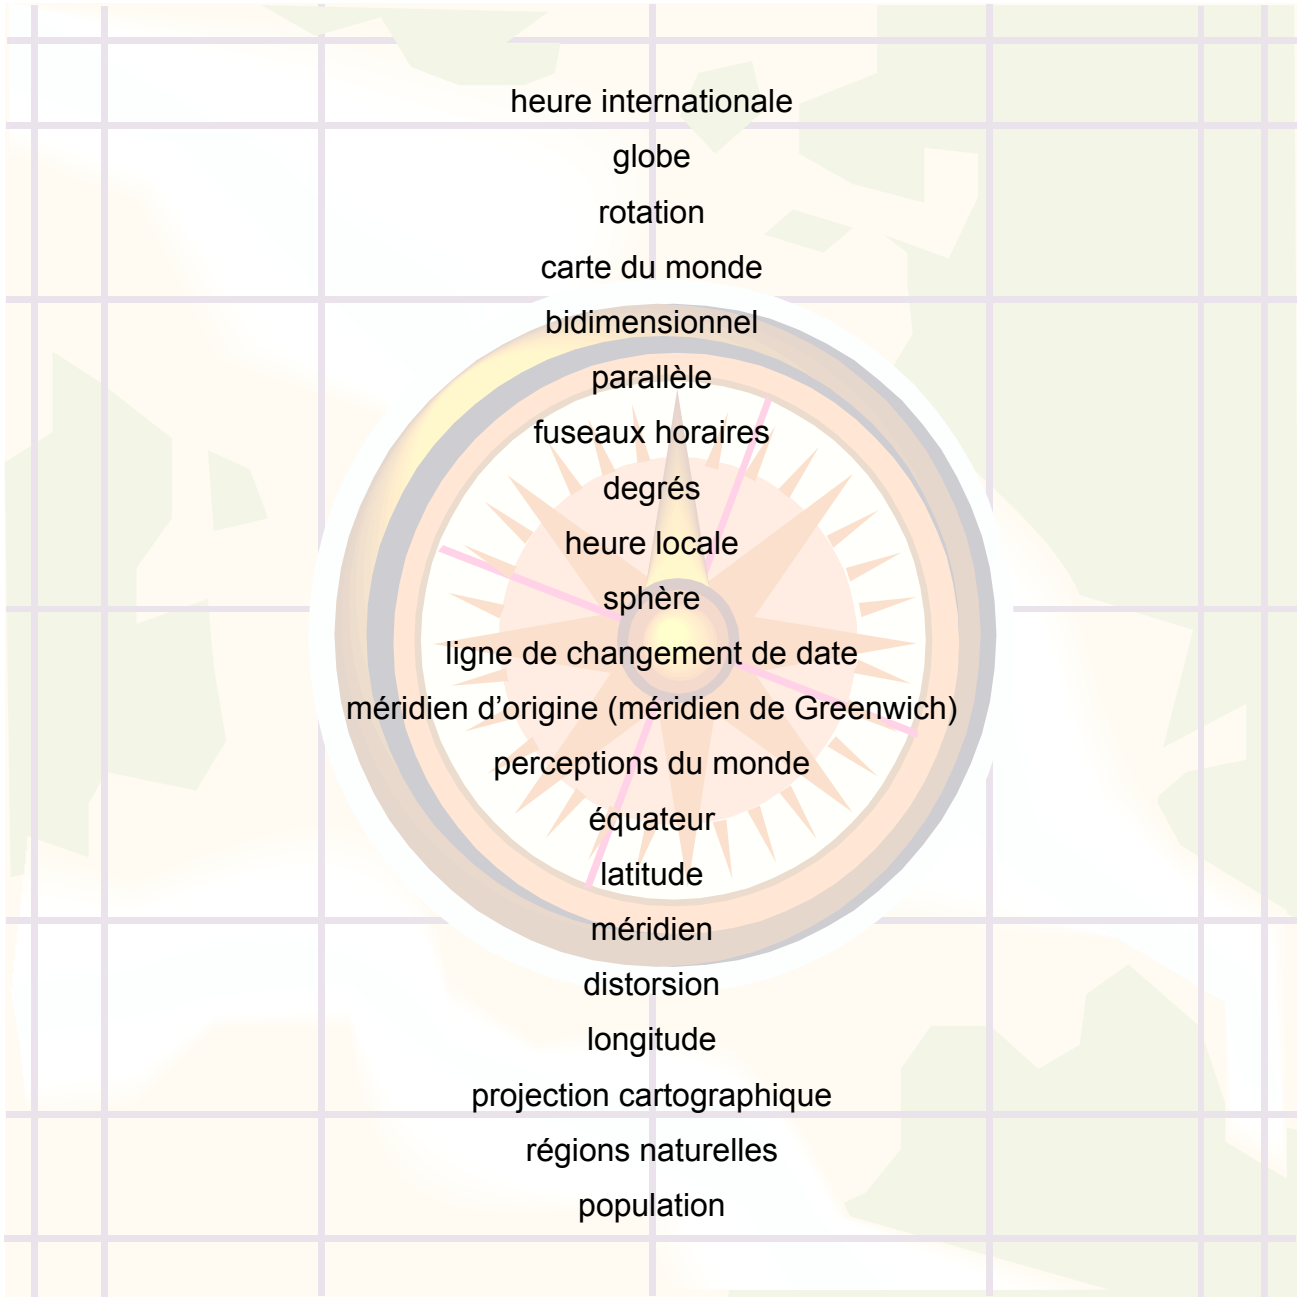 heure internationale
globe
rotation
carte du monde
bidimensionnel
parallèle
fuseaux horaires
degrés
heure locale
sphère
ligne de changement de date
méridien d’origine (méridien de Greenwich)
perceptions du monde
équateur
latitude
méridien
distorsion
longitude
projection cartographique
régions naturelles
population